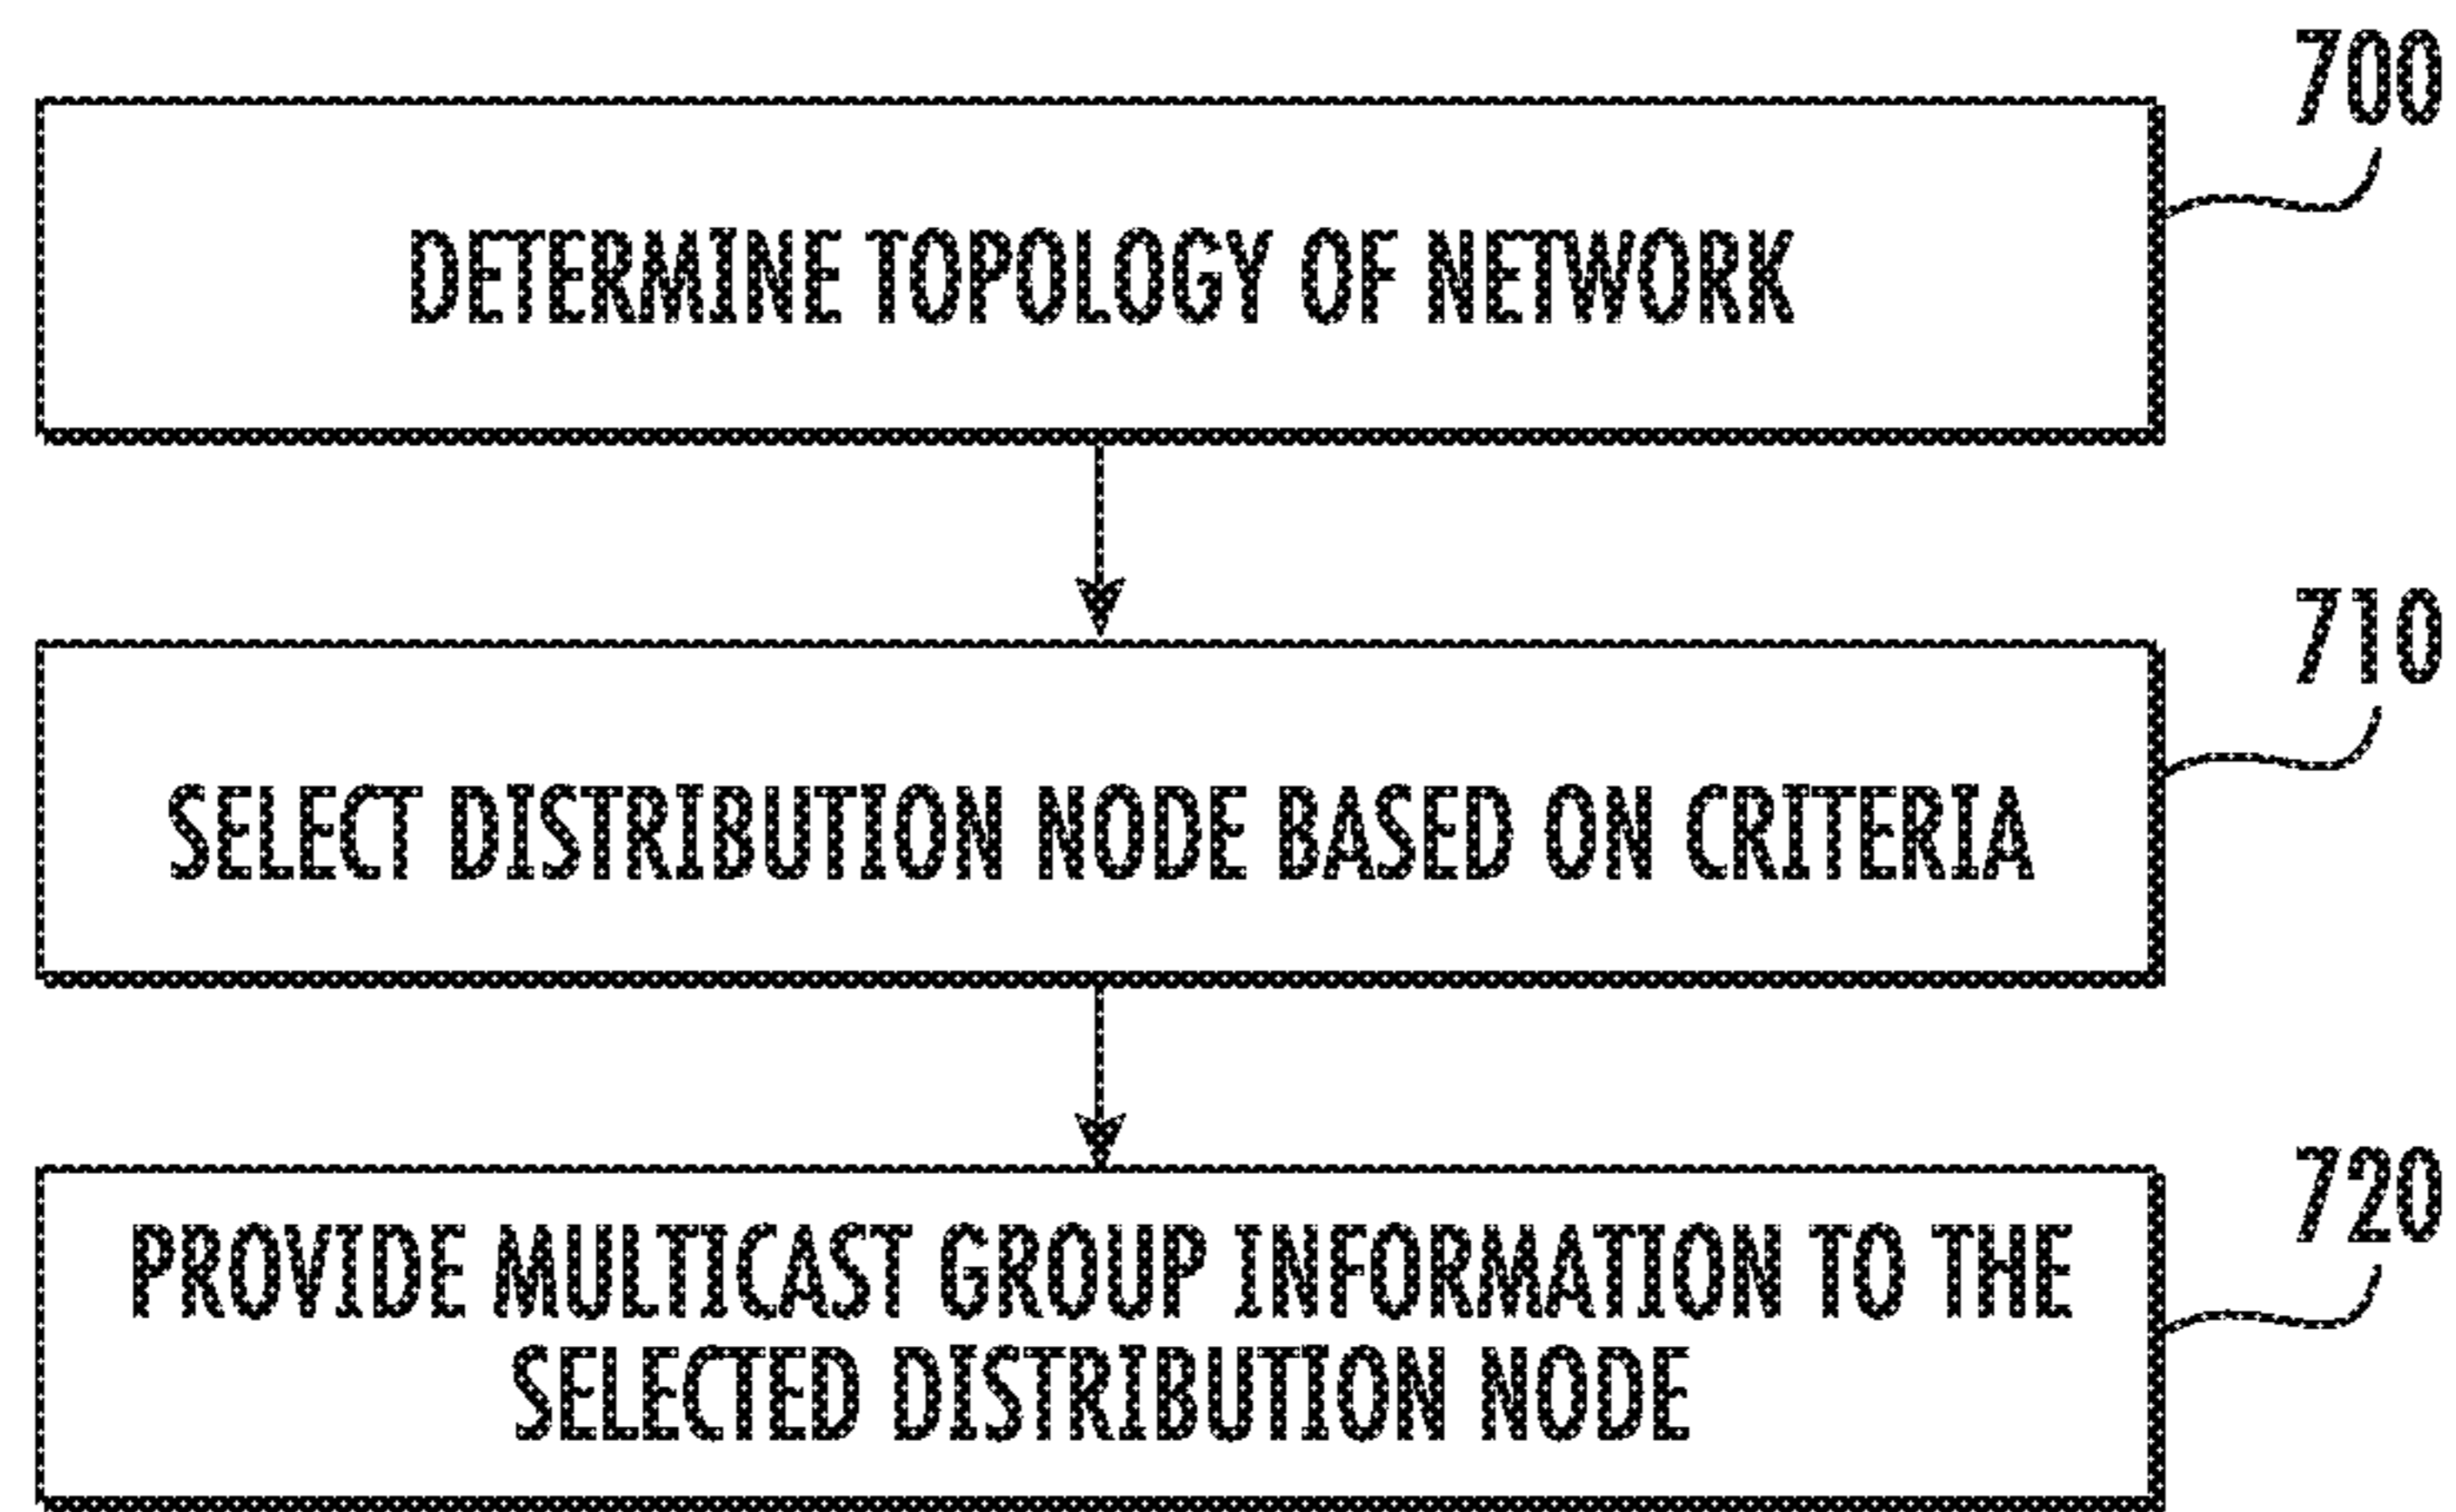 700
DETERMINE TOPOLOGY OF NETWORK
710
SELECT DISTRIBUTION NODE BASED ON CRITERIA
720
PROVIDE MULTICAST GROUP INFORMATION TO THE
SELECTED DISTRIBUTION NODE